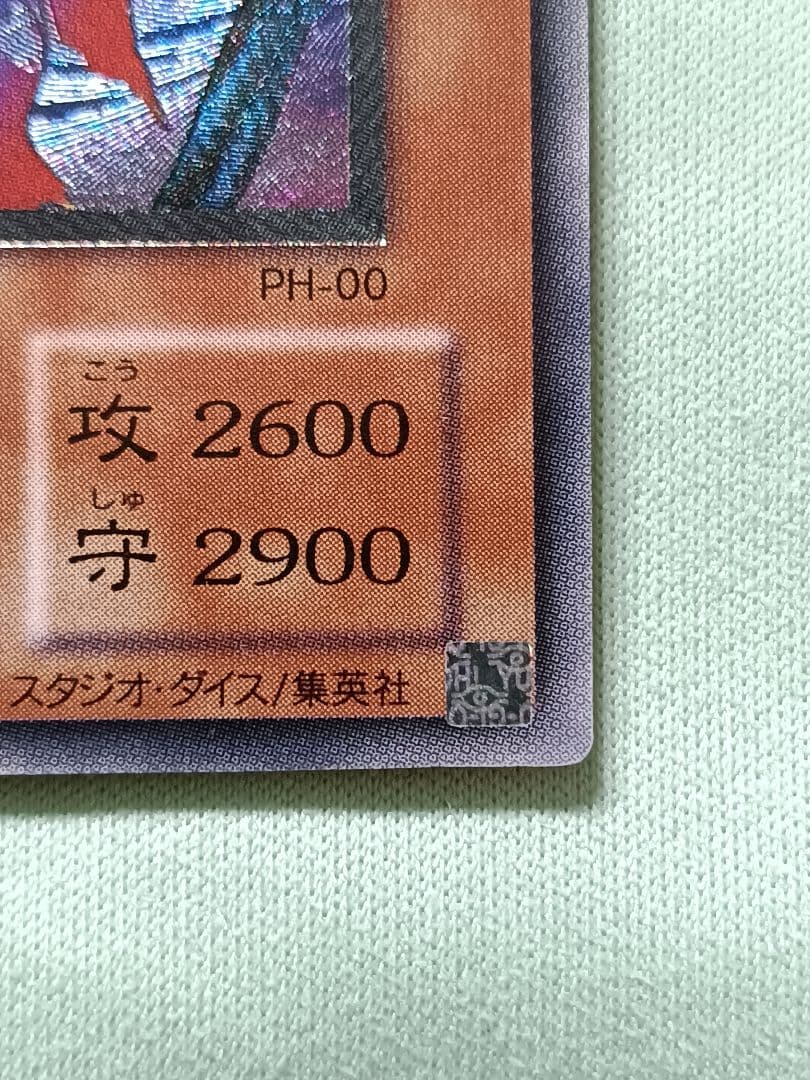 PH-00
こう
攻 2600
しゅ
守 2900
スタジオ・ダイス/集英社